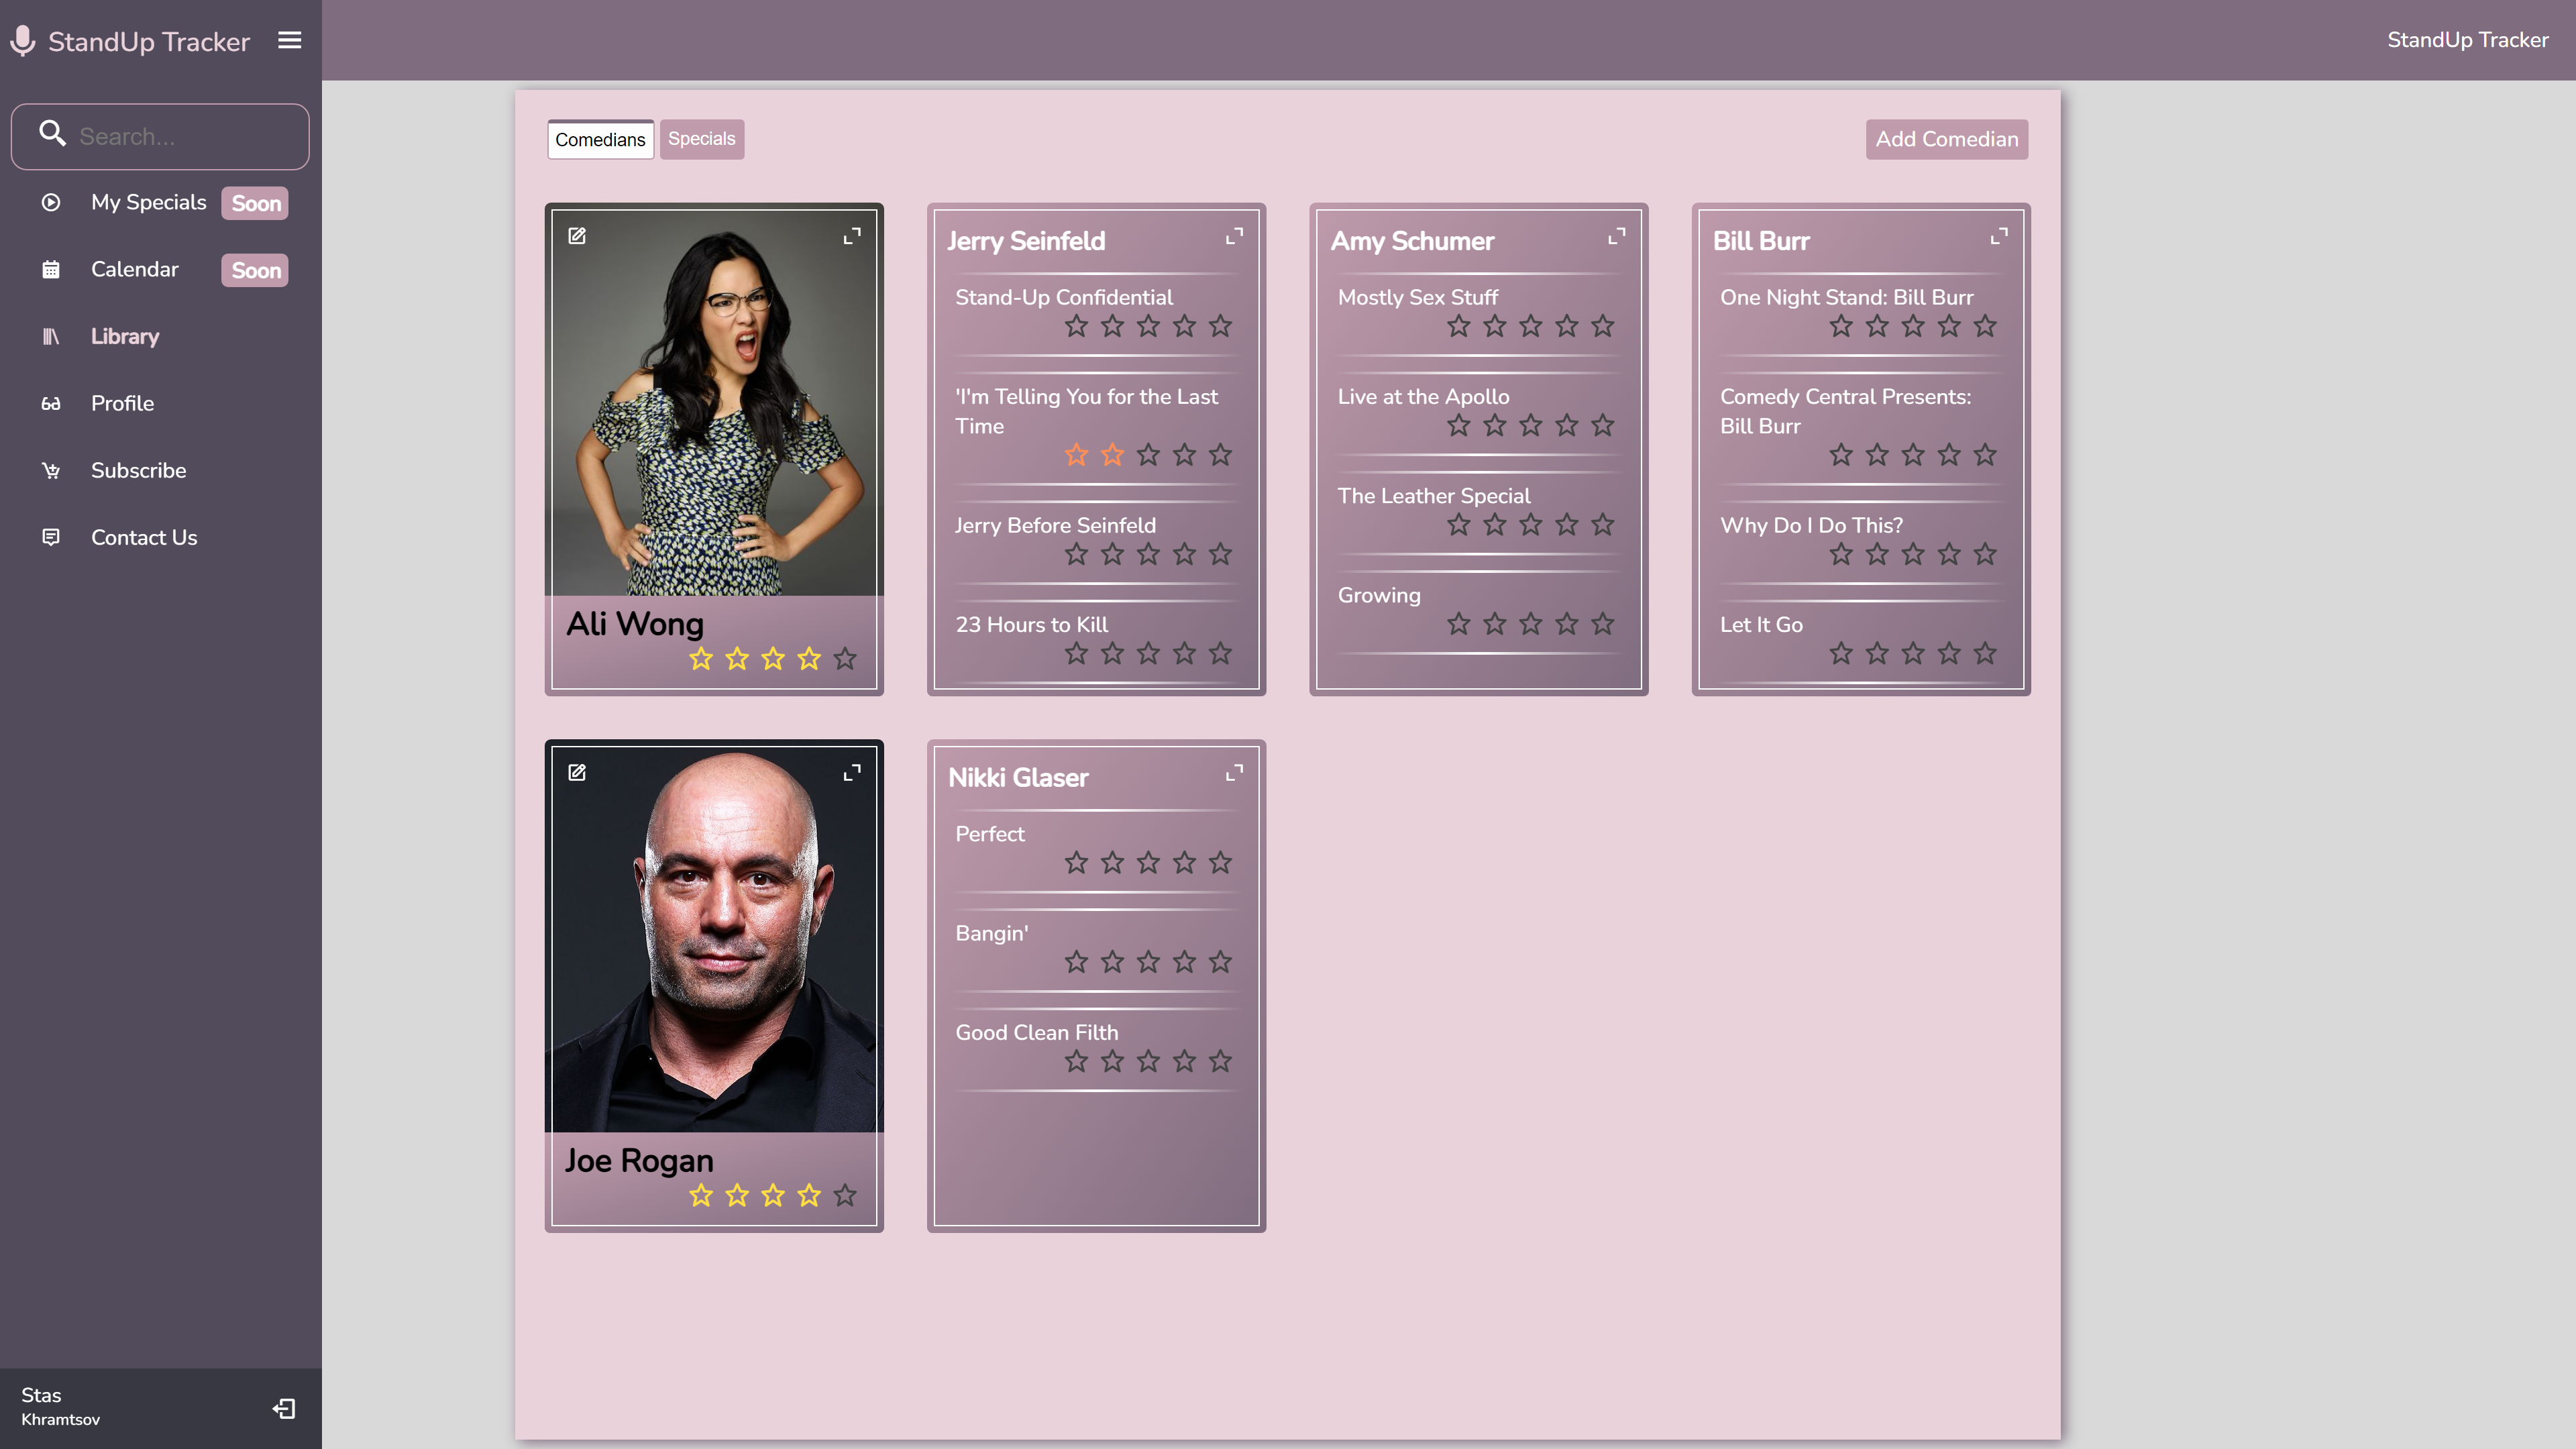 StandUp Tracker
StandUp Tracker
Search...
My Specials Soon
Calendar Soon
Library
Profile
Subscribe
Contact Us
Stas
Khramtsov
Comedians Specials
Add Comedian
Ali Wong
Jerry Seinfeld
Stand-Up Confidential
'I'm Telling You for the Last
Time
Jerry Before Seinfeld
23 Hours to Kill
Amy Schumer
Mostly Sex Stuff
Live at the Apollo
The Leather Special
Growing
Bill Burr
One Night Stand: Bill Burr
Comedy Central Presents:
Bill Burr
Why Do I Do This?
Let It Go
Joe Rogan
Nikki Glaser
Perfect
Bangin'
Good Clean Filth